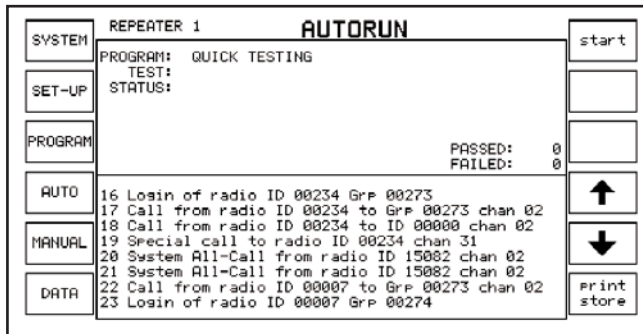 REPEATER 1
AUTORUN
SYSTEM
SET-UP
PROGRAM
AUTO
MANUAL
DATA
PROGRAM: QUICK TESTING
TEST:
STATUS:
PASSED: 0
FAILED: 0
16 Login of radio ID 00234 Grp 00273
17 Call from radio ID 00234 to Grp 00273 chan 02
18 Call from radio ID 00234 to ID 00000 chan 02
19 Special call to radio ID 00234 chan 31
20 System All-Call from radio ID 15082 chan 02
21 System All-Call from radio ID 15082 chan 02
22 Call from radio ID 00007 to Grp 00273 chan 02
23 Login of radio ID 00007 Grp 00274
start
print
store